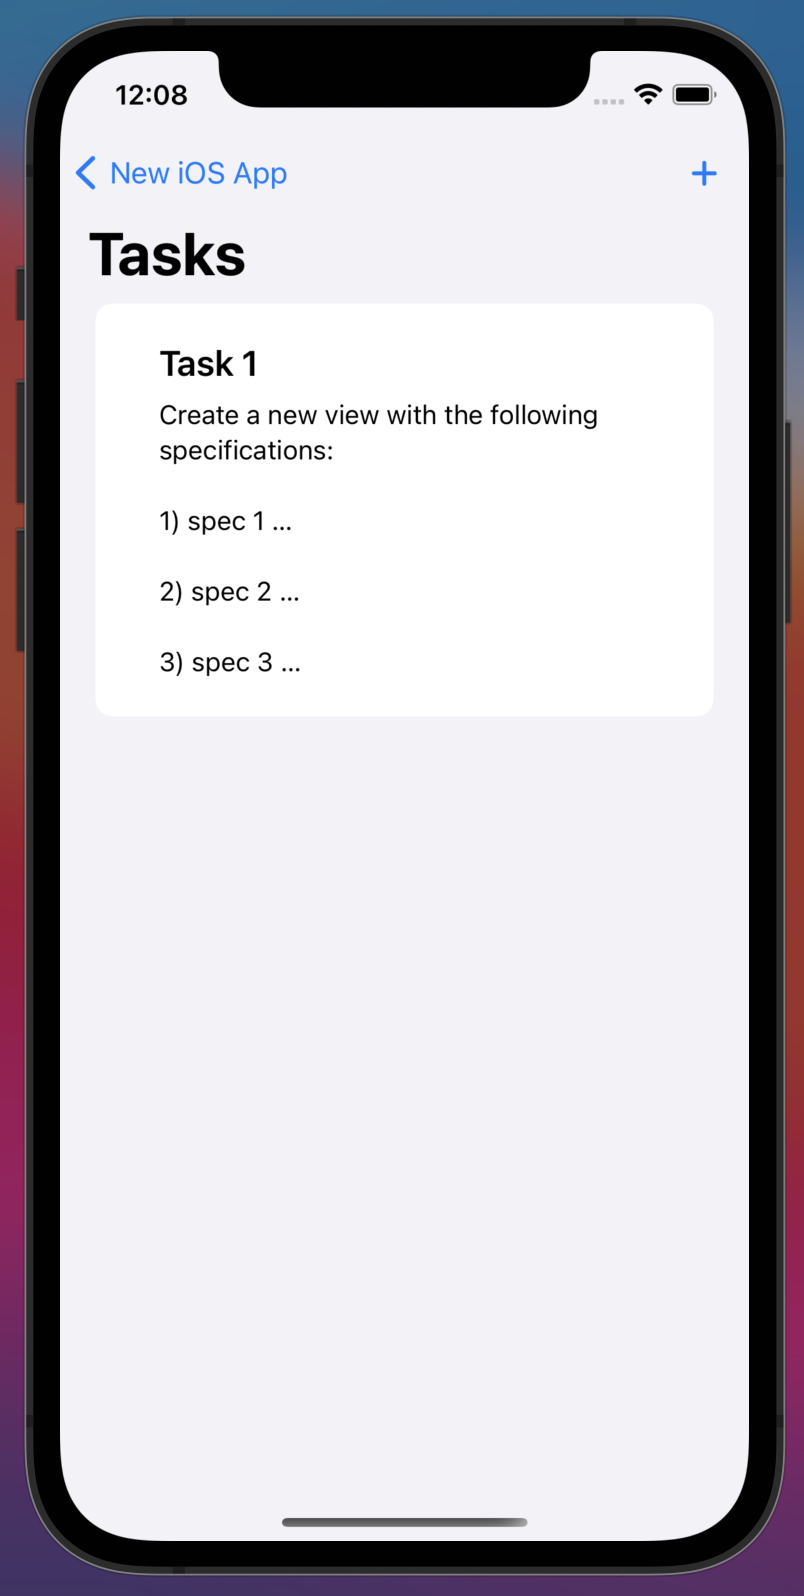 12:08
New iOS App
Tasks
Task 1
Create a new view with the following
specifications:
1) spec 1 ...
2) spec 2 ...
3) spec 3 ...